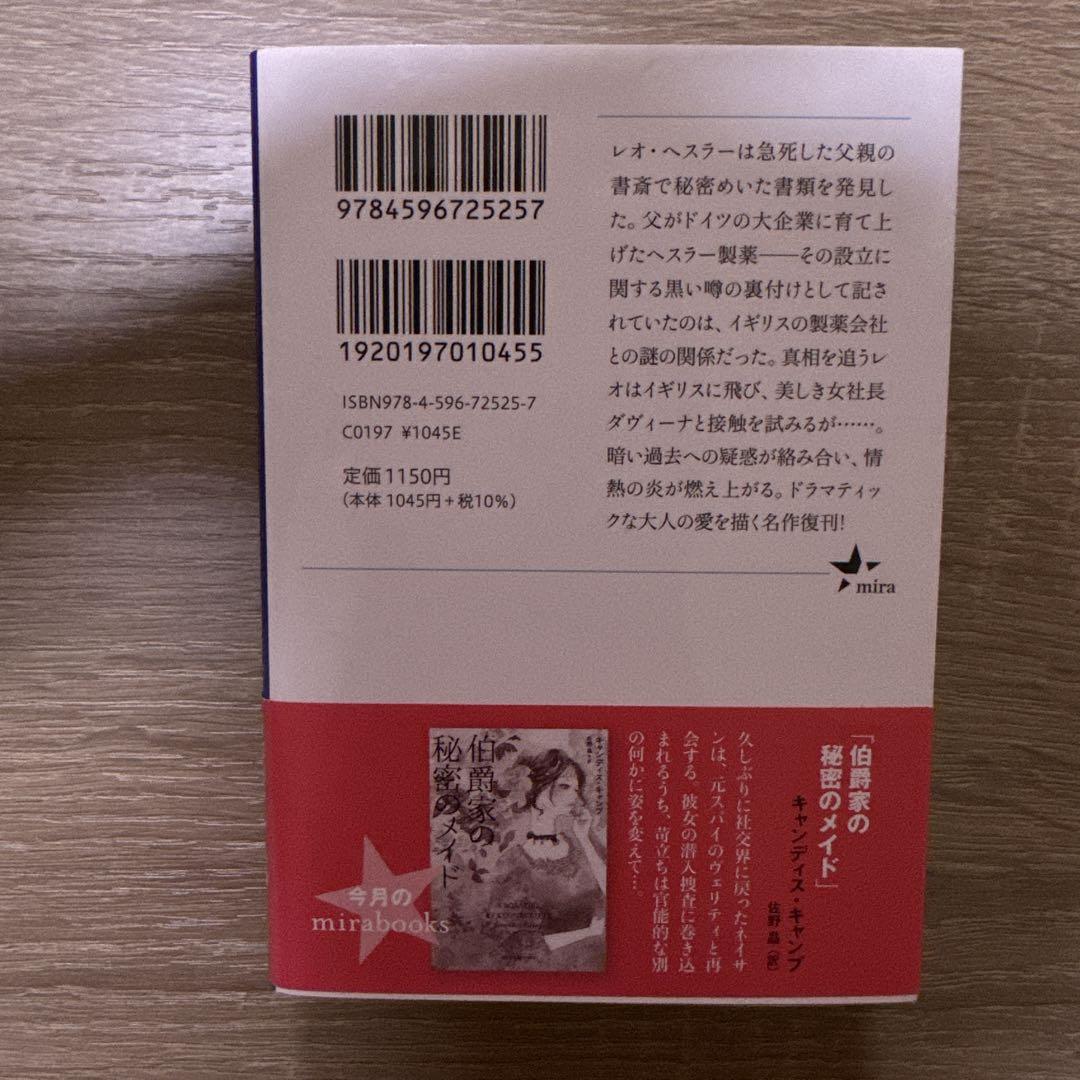 9784596725257
1920197010455
ISBN978-4-596-72525-7
C0197 ¥1045E
定価1150円
（本体 1045円＋税10%）
レオ・ヘスラーは急死した父親の
書斎で秘密めいた書類を発見し
た。父がドイツの大企業に育て上
げたヘスラー製薬――その設立に
関する黒い噂の裏付けとして記さ
れていたのは、イギリスの製薬会社
との謎の関係だった。真相を追うレ
オはイギリスに飛び、美しき女社長
ダヴィーナと接触を試みるが……。
暗い過去への疑惑が絡み合い、情
熱の炎が燃え上がる。ドラマティッ
クな大人の愛を描く名作復刊！
mira
「伯爵家の
秘密のメイド」
キャンディス・キャンプ
佐野 晶〈訳〉
久しぶりに社交界に戻ったネイサ
ンは、元スパイのヴェリティと再
会する。彼女の潜入捜査に巻き込
まれるうち、苛立ちは官能的な別
の何かに姿を変えて…。
キャンディス・キャンプ
佐野晶 訳
伯爵家の
秘密のメイド
今月の
mirabooks